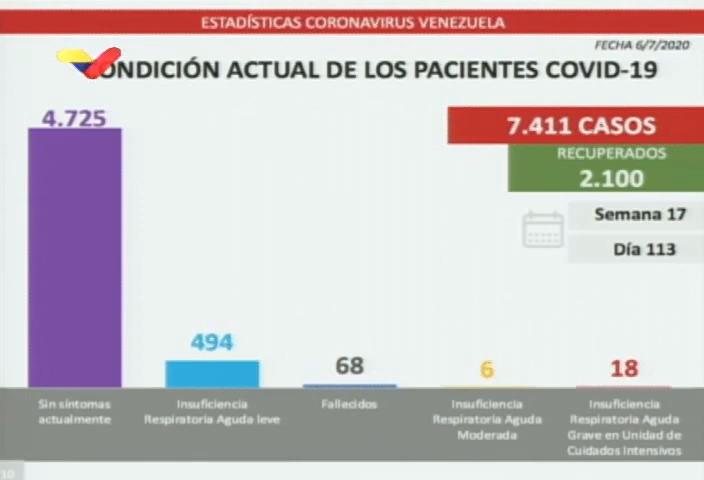 ESTADÍSTICAS CORONAVIRUS VENEZUELA
FECHA 6/7/2020
ONDICIÓN ACTUAL DE LOS PACIENTES COVID-19
4.725
7.411 CASOS
RECUPERADOS
2.100
Semana 17
Día 113
494
68
6
18
Sin síntomas
actualmente
Insuficiencia
Respiratoria Aguda leve
Fallecidos
Insuficiencia
Respiratoria Aguda
Moderada
Insuficiencia
Respiratoria Aguda
Grave en Unidad de
Cuidados Intensivos
10